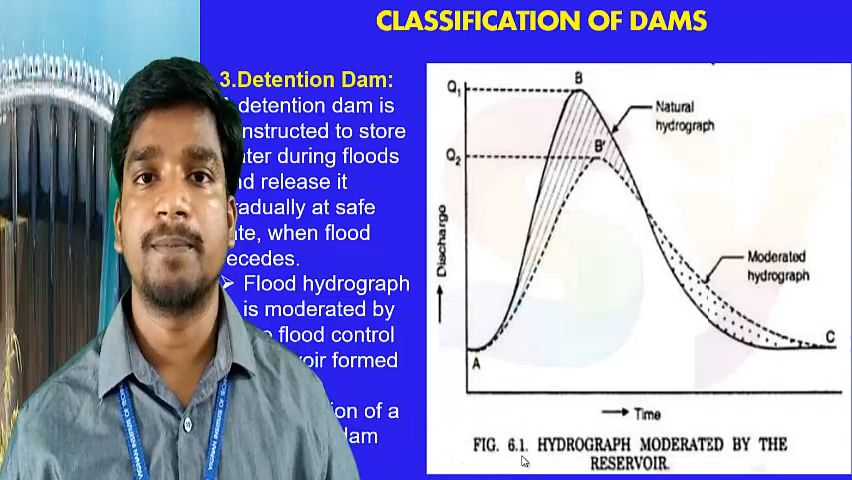 CLASSIFICATION OF DAMS
3.Detention Dam:
detention dam is
nstructed to store
ater during floods
nd release it
radually at safe
ate, when flood
ecedes.
➢ Flood hydrograph
is moderated by
flood control
voir formed
ion of a
dam
Q₁
B
Natural
hydrograph
Q₂
B'
Discharge
Moderated
hydrograph
A
C
Time
FIG. 6.1. HYDROGRAPH MODERATED BY THE
RESERVOIR.